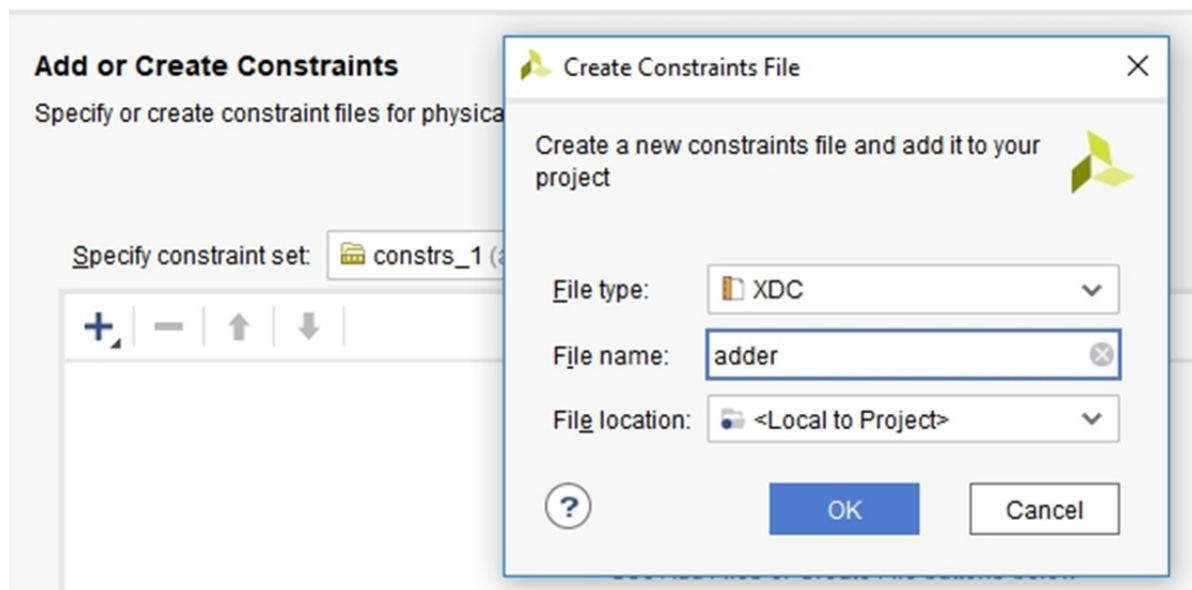 Add or Create Constraints
Specify or create constraint files for physica
Specify constraint set:
constrs_1
Create Constraints File
Create a new constraints file and add it to your
project
File type:
XDC
File name:
adder
File location:
<Local to Project>
?
OK
Cancel